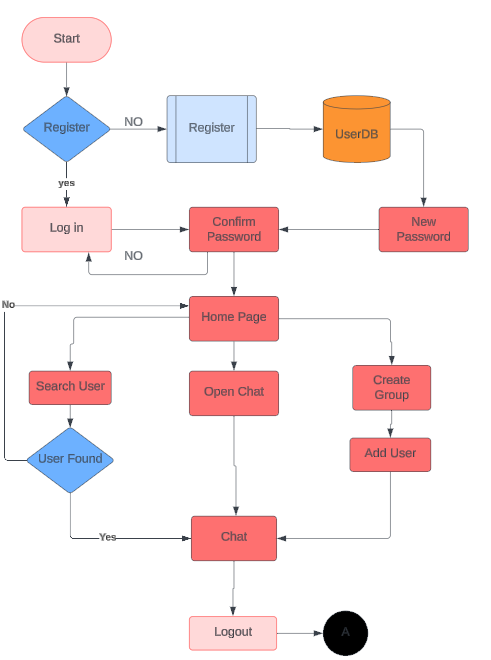 Start
Register
NO
Register
UserDB
yes
Log in
Confirm
Password
New
Password
NO
No
Home Page
Search User
Open Chat
Create
Group
User Found
Add User
Yes
Chat
Logout
A